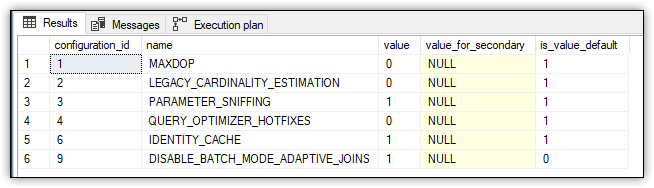 Results Messages Execution plan
configuration_id name value value_for_secondary is_value_default
1 1 MAXDOP 0 NULL 1
2 2 LEGACY_CARDINALITY_ESTIMATION 0 NULL 1
3 3 PARAMETER_SNIFFING 1 NULL 1
4 4 QUERY_OPTIMIZER_HOTFIXES 0 NULL 1
5 6 IDENTITY_CACHE 1 NULL 1
6 9 DISABLE_BATCH_MODE_ADAPTIVE_JOINS 1 NULL 0